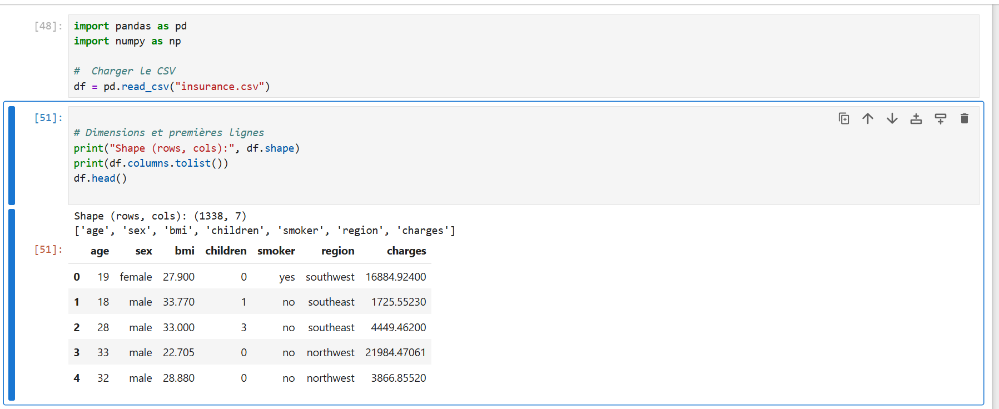 [48]: import pandas as pd
import numpy as np
#  Charger le CSV
df = pd.read_csv("insurance.csv")
[51]:
# Dimensions et premières lignes
print("Shape (rows, cols):", df.shape)
print(df.columns.tolist())
df.head()
Shape (rows, cols): (1338, 7)
['age', 'sex', 'bmi', 'children', 'smoker', 'region', 'charges']
[51]: age sex bmi children smoker region charges
0 19 female 27.900 0 yes southwest 16884.92400
1 18 male 33.770 1 no southeast 1725.55230
2 28 male 33.000 3 no southeast 4449.46200
3 33 male 22.705 0 no northwest 21984.47061
4 32 male 28.880 0 no northwest 3866.85520